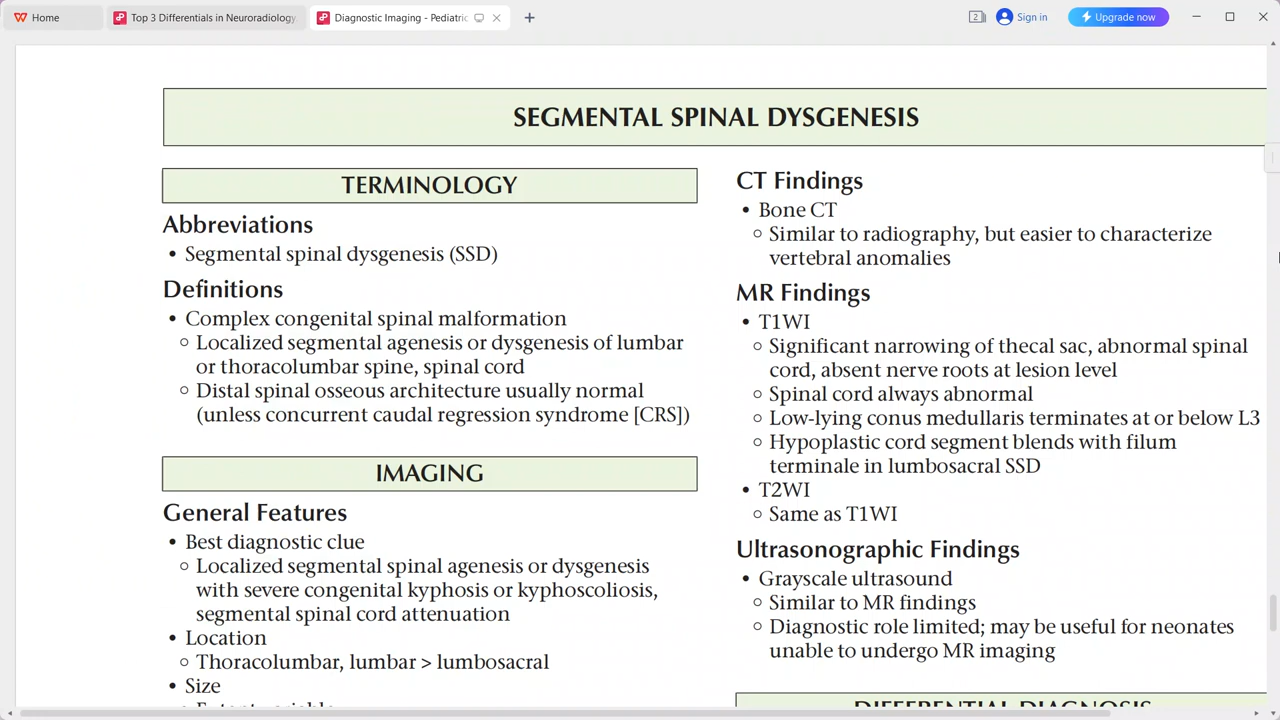 Home
Top 3 Differentials in Neuroradiology.
Diagnostic Imaging - Pediatric
2
Sign in
Upgrade now
SEGMENTAL SPINAL DYSGENESIS
TERMINOLOGY
Abbreviations
• Segmental spinal dysgenesis (SSD)
Definitions
• Complex congenital spinal malformation
○ Localized segmental agenesis or dysgenesis of lumbar
or thoracolumbar spine, spinal cord
○ Distal spinal osseous architecture usually normal
(unless concurrent caudal regression syndrome [CRS])
IMAGING
General Features
• Best diagnostic clue
○ Localized segmental spinal agenesis or dysgenesis
with severe congenital kyphosis or kyphoscoliosis,
segmental spinal cord attenuation
• Location
○ Thoracolumbar, lumbar > lumbosacral
• Size
CT Findings
• Bone CT
○ Similar to radiography, but easier to characterize
vertebral anomalies
MR Findings
• T1WI
○ Significant narrowing of thecal sac, abnormal spinal
cord, absent nerve roots at lesion level
○ Spinal cord always abnormal
○ Low-lying conus medullaris terminates at or below L3
○ Hypoplastic cord segment blends with filum
terminale in lumbosacral SSD
• T2WI
○ Same as T1WI
Ultrasonographic Findings
• Grayscale ultrasound
○ Similar to MR findings
○ Diagnostic role limited; may be useful for neonates
unable to undergo MR imaging
DIFFERENTIAL DIAGNOSIS